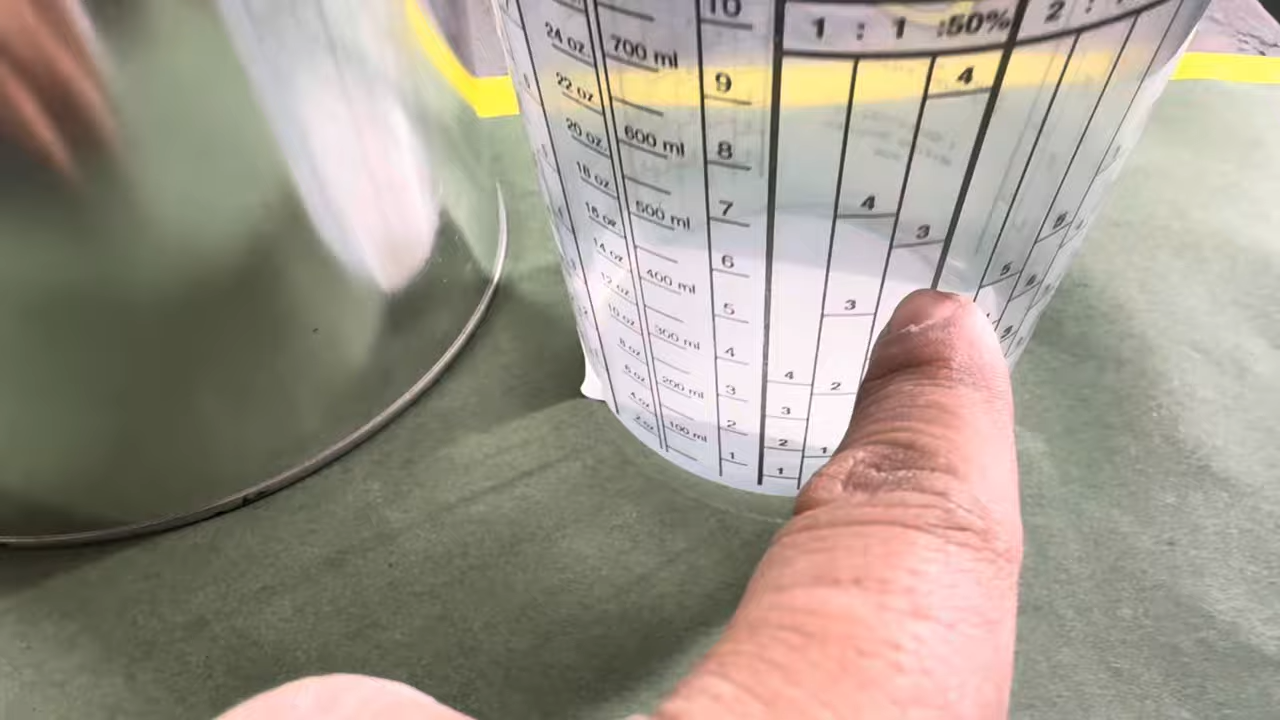 10
1 : 1 :50%
2 :
24 oz. 700 ml 9 4
22 oz.
20 oz. 600 ml 8
18 oz.
16 oz. 500 ml 7 4 3
14 oz. 400 ml 6 5
12 oz. 5 3
10 oz 300 ml 4
8 oz 200 ml 3 4 2
6 oz 3
4 oz 100 ml 2 2 1
2 oz 1 1